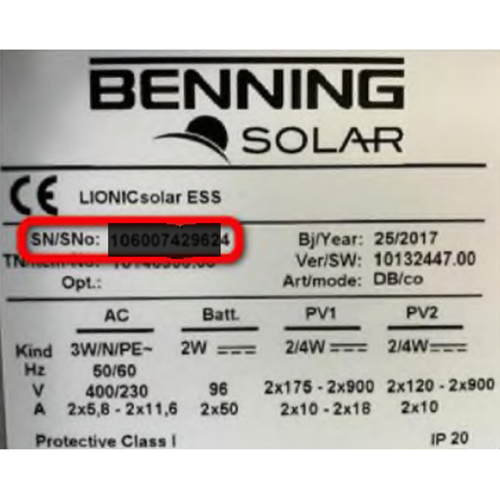 BENNING
SOLAR
CE LIONICsolar ESS
SN/SNo: 106007429624 Bj/Year: 25/2017
Ver/SW: 10132447.00
Opt.: Art/mode: DB/co
AC Batt. PV1 PV2
Kind 3W/N/PE~ 2W 2/4W 2/4W
Hz 50/60
V 400/230 96 2x175 - 2x900 2x120 - 2x900
A 2x5,8 - 2x11,6 2x50 2x10 - 2x18 2x10
Protective Class I IP 20